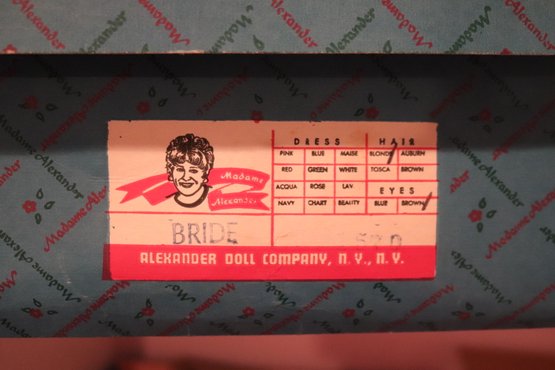 Madame Alexander
DRESS HAIR
PINK BLUE MAISE BLONDE AUBURN
RED GREEN WHITE TOSCA BROWN
ACQUA ROSE LAV EYES
NAVY CHART BEAUTY BLUE BROWN
Madame
Alexander
BRIDE
ALEXANDER DOLL COMPANY, N. Y., N. Y.